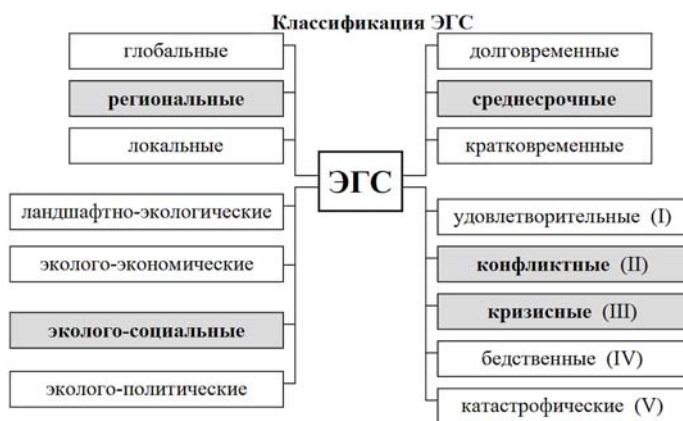 Классификация ЭГС
глобальные
региональные
локальные
ландшафтно-экологические
эколого-экономические
эколого-социальные
эколого-политические
ЭГС
долговременные
среднесрочные
кратковременные
удовлетворительные (I)
конфликтные (II)
кризисные (III)
бедственные (IV)
катастрофические (V)